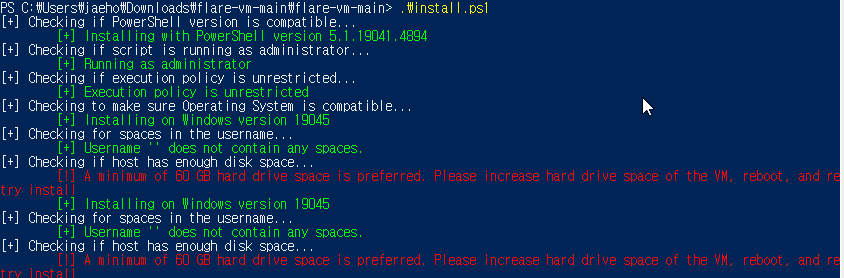 PS C:₩Users₩jaeho₩Downloads₩flare-vm-main₩flare-vm-main> .₩install.ps1
[+] Checking if PowerShell version is compatible...
[+] Installing with PowerShell version 5.1.19041.4894
[+] Checking if script is running as administrator...
[+] Running as administrator
[+] Checking if execution policy is unrestricted...
[+] Execution policy is unrestricted
[+] Checking to make sure Operating System is compatible...
[+] Installing on Windows version 19045
[+] Checking for spaces in the username...
[+] Username '' does not contain any spaces.
[+] Checking if host has enough disk space...
[!] A minimum of 60 GB hard drive space is preferred. Please increase hard drive space of the VM, reboot, and re
try install
[+] Installing on Windows version 19045
[+] Checking for spaces in the username...
[+] Username '' does not contain any spaces.
[+] Checking if host has enough disk space...
[!] A minimum of 60 GB hard drive space is preferred. Please increase hard drive space of the VM, reboot, and re
try install